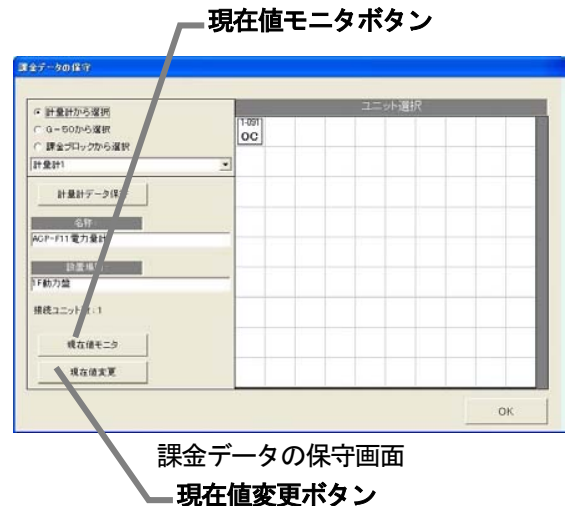 現在値モニタボタン
課金データの保守
計量計から選択
G-50から選択
課金ブロックから選択
計量計1
計量計データ保守
名称
ACP-F11電力量計
設置場所
1F動力盤
接続ユニット数:1
現在値モニタ
現在値変更
ユニット選択
1-091
OC
OK
課金データの保守画面
現在値変更ボタン